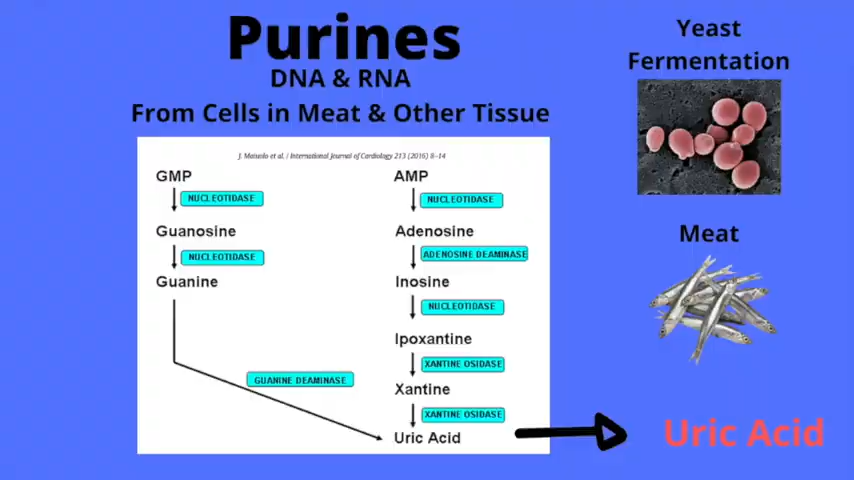 Purines
DNA & RNA
From Cells in Meat & Other Tissue
J. Maiuolo et al. / International Journal of Cardiology 213 (2016) 8–14
GMP
NUCLEOTIDASE
Guanosine
NUCLEOTIDASE
Guanine
GUANINE DEAMINASE
AMP
NUCLEOTIDASE
Adenosine
ADENOSINE DEAMINASE
Inosine
NUCLEOTIDASE
Ipoxantine
XANTINE OSIDASE
Xantine
XANTINE OSIDASE
Uric Acid
Yeast
Fermentation
Meat
Uric Acid